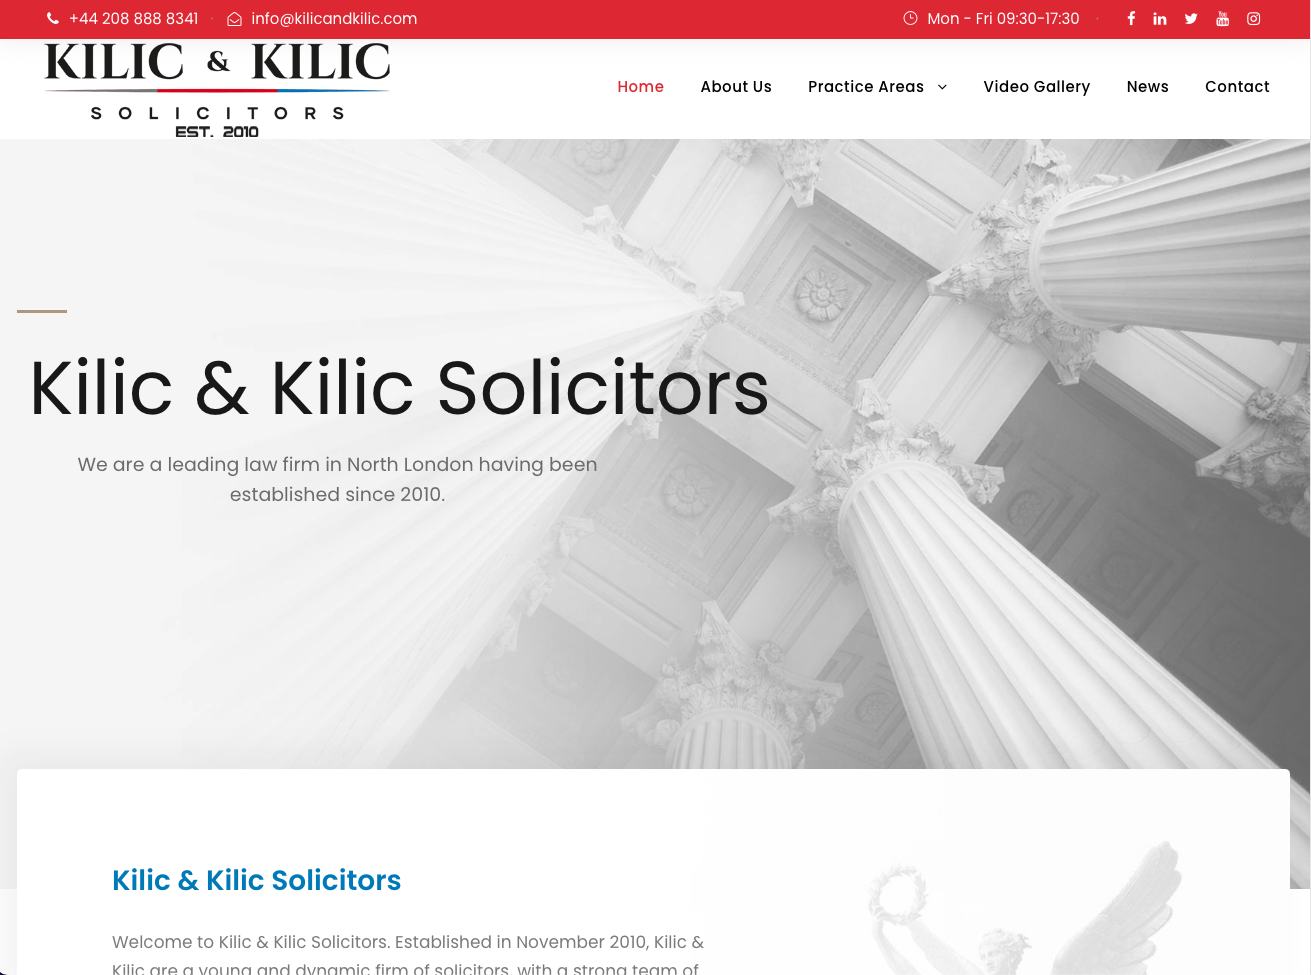 +44 208 888 8341 · info@kilicandkilic.com
Mon - Fri 09:30-17:30 ·
KILIC & KILIC
SOLICITORS
EST. 2010
Home About Us Practice Areas Video Gallery News Contact
Kilic & Kilic Solicitors
We are a leading law firm in North London having been
established since 2010.
Kilic & Kilic Solicitors
Welcome to Kilic & Kilic Solicitors. Established in November 2010, Kilic &
Kilic are a young and dynamic firm of solicitors, with a strong team of